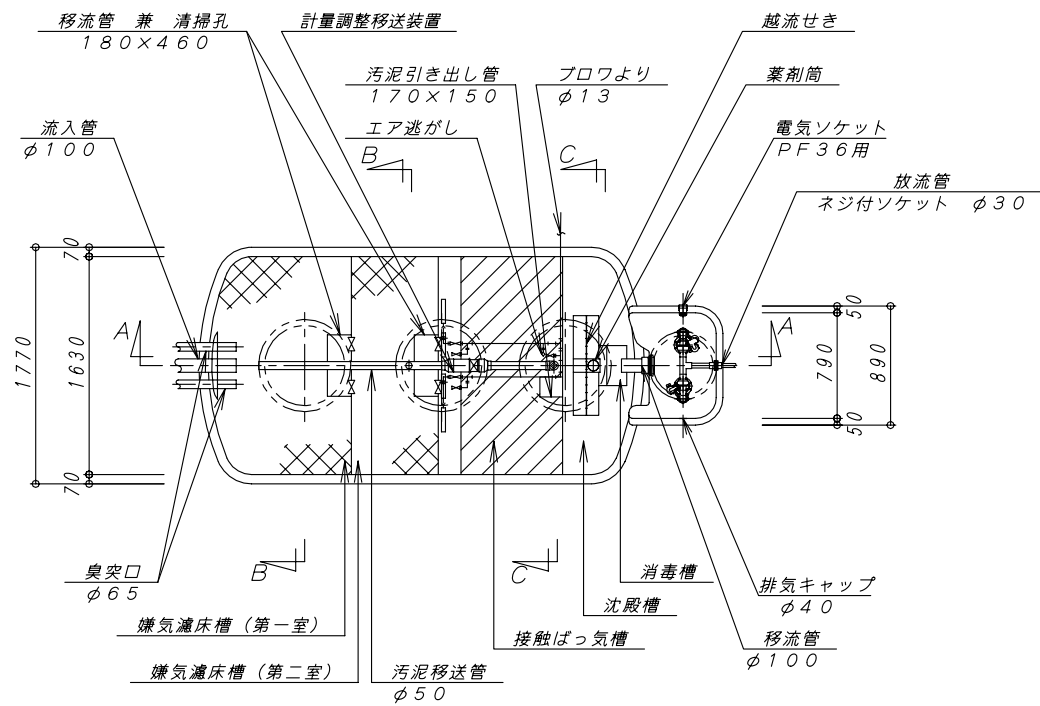 移流管 兼 清掃孔
180×460
計量調整移送装置
越流せき
汚泥引き出し管
170×150
ブロワより
φ13
薬剤筒
流入管
φ100
エア逃がし
電気ソケット
PF36用
放流管
ネジ付ソケット φ30
B
C
70
1770
1630
70
A
A
50
790
890
50
B
C
臭突口
φ65
消毒槽
排気キャップ
φ40
沈殿槽
嫌気濾床槽（第一室）
接触ばっ気槽
移流管
φ100
嫌気濾床槽（第二室）
汚泥移送管
φ50